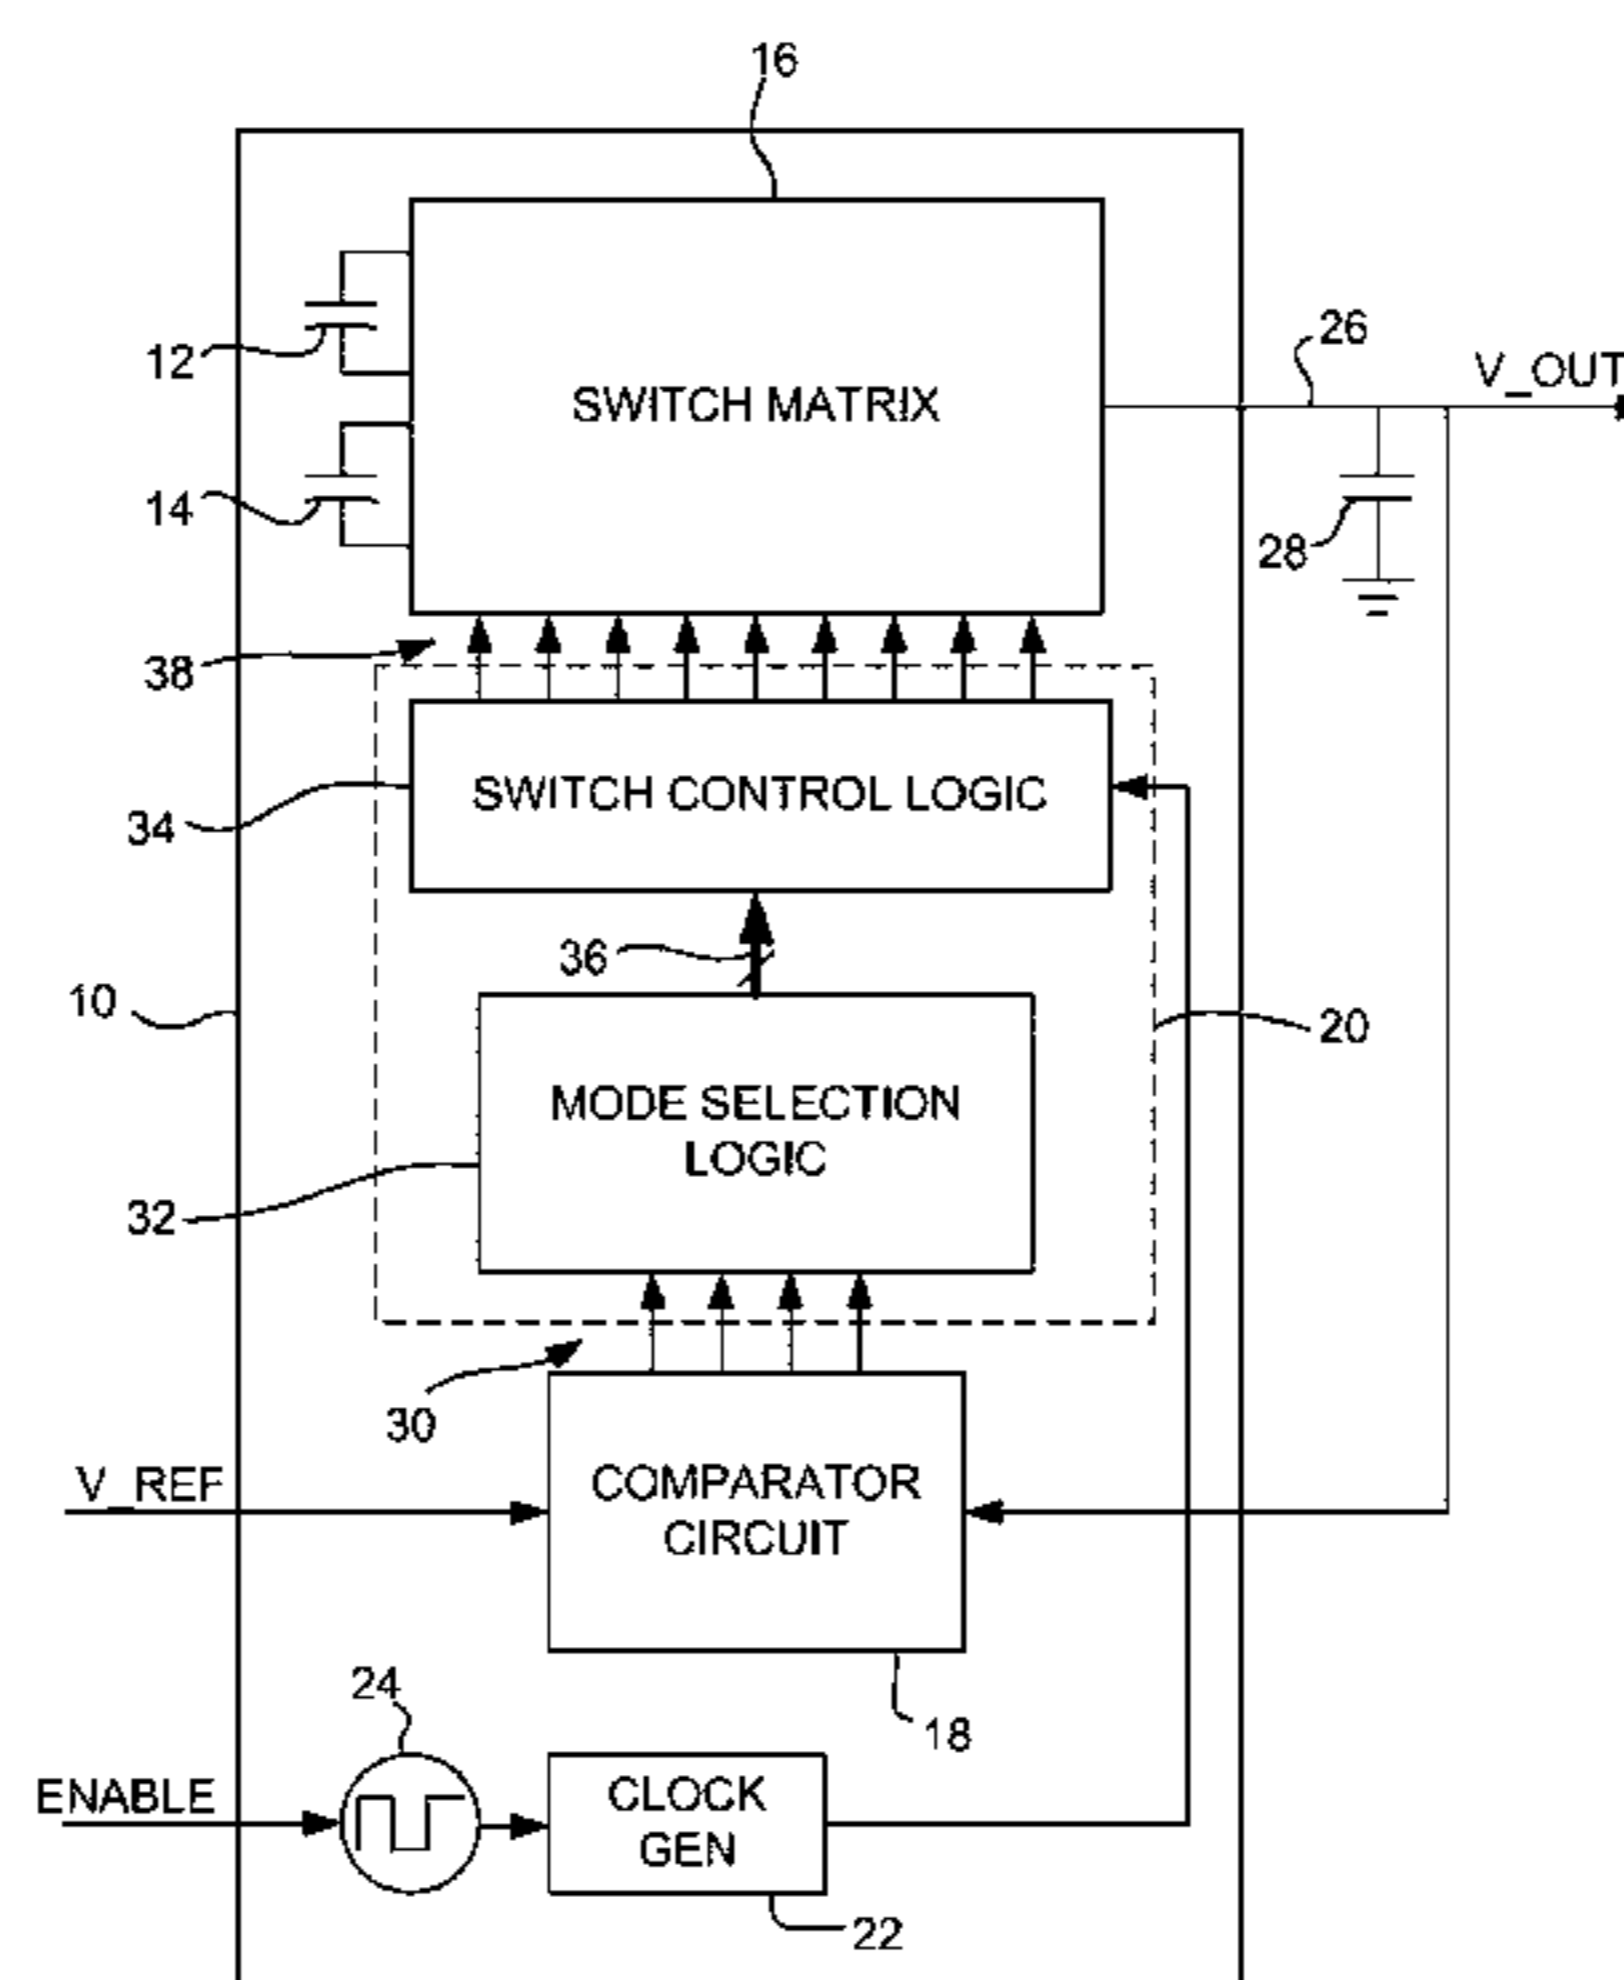 16
26
V_OUT
12
SWITCH MATRIX
14
28
38
SWITCH CONTROL LOGIC
34
36
10
20
MODE SELECTION
LOGIC
32
30
V_REF
COMPARATOR
CIRCUIT
24
18
ENABLE
CLOCK
GEN
22